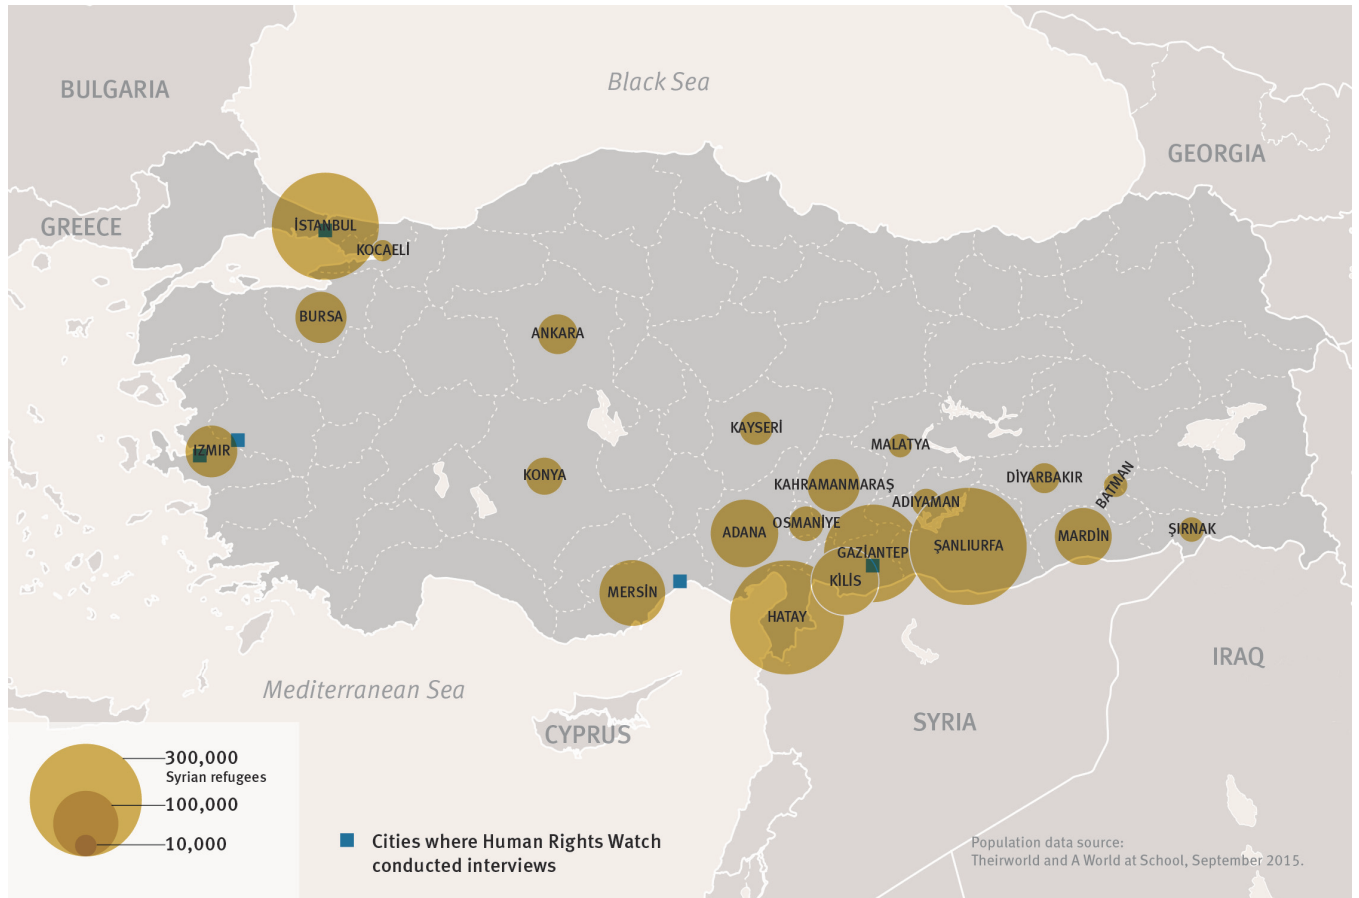 Black Sea
BULGARIA
GEORGIA
GREECE
İSTANBUL
KOCAELİ
BURSA
ANKARA
KAYSERİ
MALATYA
IZMIR
KONYA
KAHRAMANMARAŞ
DİYARBAKIR
BATMAN
ADIYAMAN
OSMANİYE
ADANA
ŞANLIURFA
MARDİN
ŞIRNAK
GAZİANTEP
KİLİS
MERSİN
HATAY
IRAQ
Mediterranean Sea
SYRIA
CYPRUS
300,000
Syrian refugees
100,000
10,000
Cities where Human Rights Watch
conducted interviews
Population data source:
Theirworld and A World at School, September 2015.